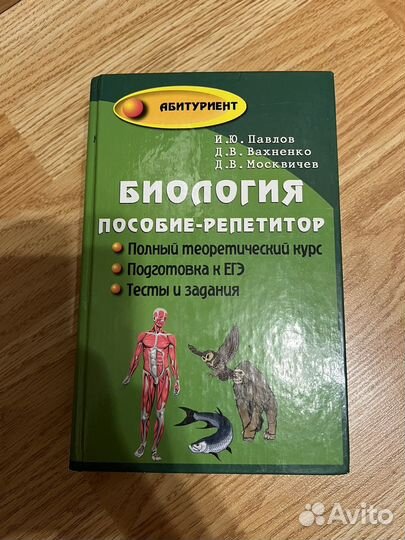 АБИТУРИЕНТ
И.Ю. Павлов
Д.В. Вахненко
Д.В. Москвичев
БИОЛОГИЯ
ПОСОБИЕ-РЕПЕТИТОР
Полный теоретический курс
Подготовка к ЕГЭ
Тесты и задания
Avito